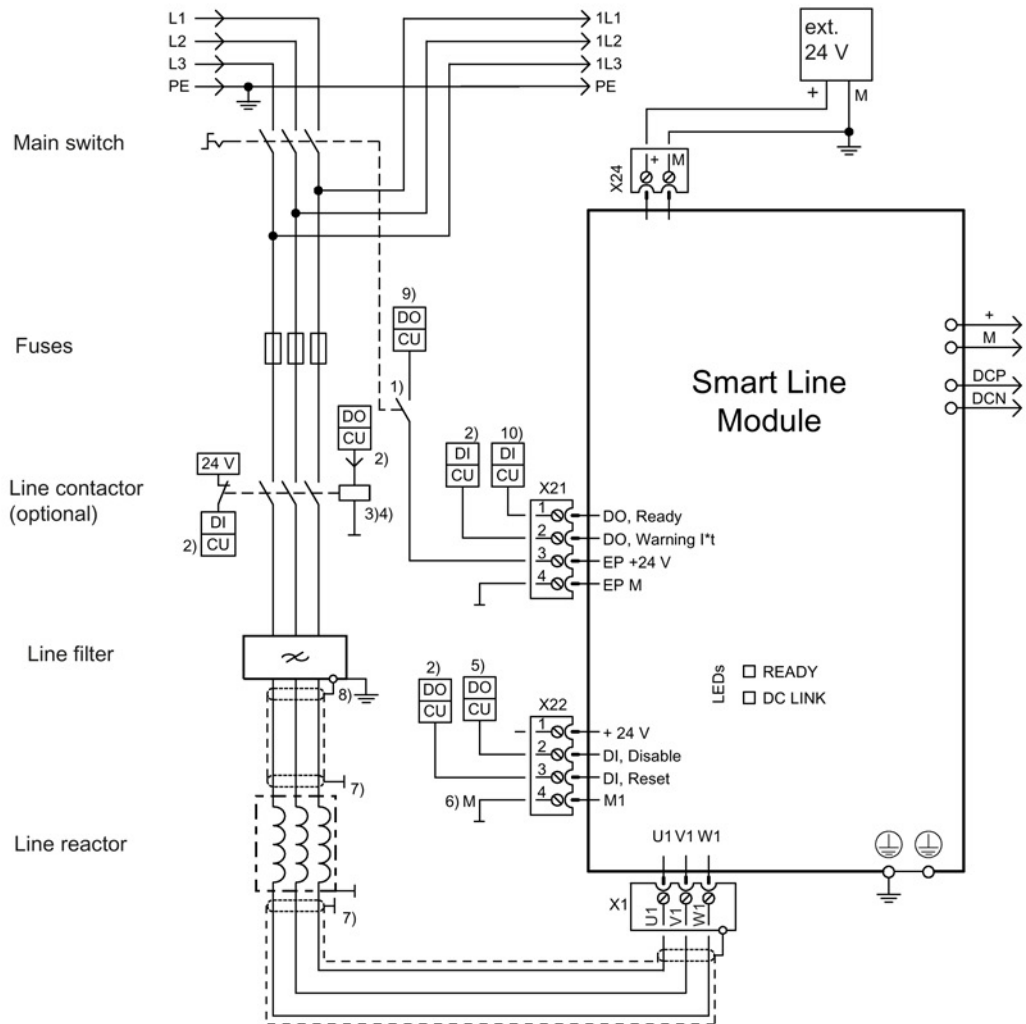 L1
L2
L3
PE
1L1
1L2
1L3
PE
ext.
24 V
+ M
Main switch
X24
+ M
9)
DO
CU
Fuses
1)
+
M
DCP
DCN
Smart Line
Module
DO
CU
2)
24 V
Line contactor
(optional)
3)4)
2)
DI
CU
2)
DI
CU
10)
DI
CU
X21
1
DO, Ready
2
DO, Warning I*t
3
EP +24 V
4
EP M
Line filter
8)
LEDs
READY
DC LINK
2)
DO
CU
5)
DO
CU
X22
1
+ 24 V
2
DI, Disable
3
DI, Reset
4
M1
6) M
7)
Line reactor
7)
U1 V1 W1
X1
U1
V1
W1